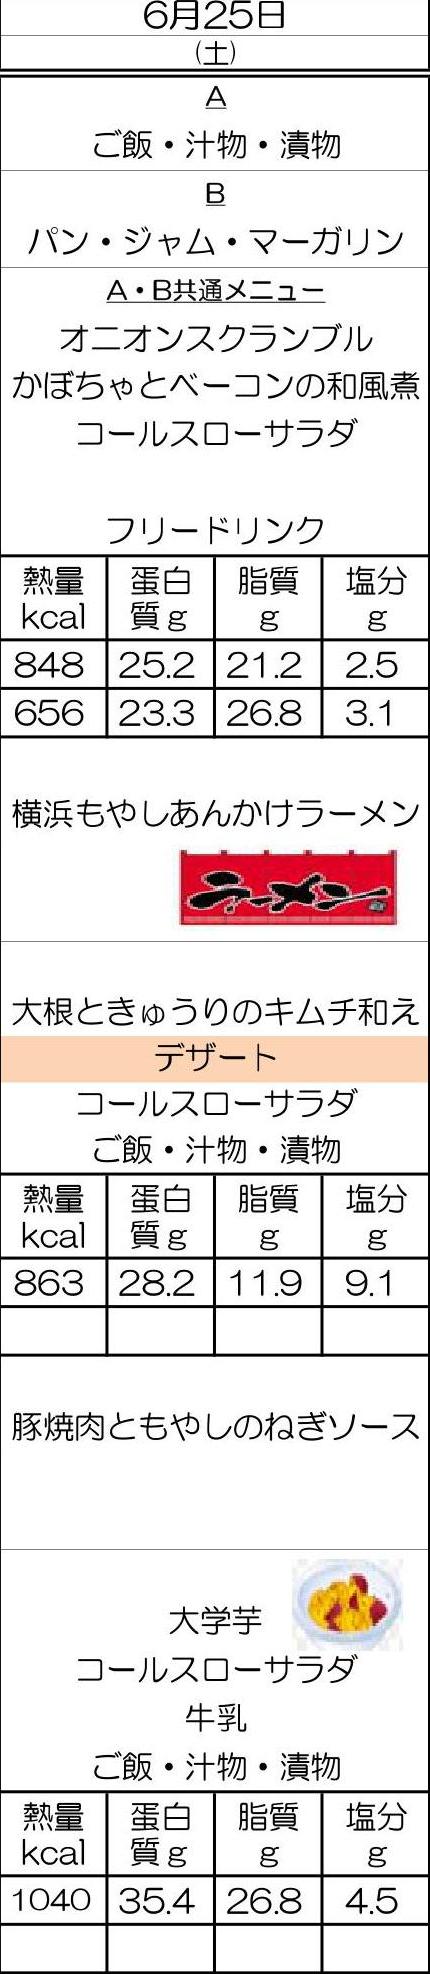 6月25日
(土)
A
ご飯・汁物・漬物
B
パン・ジャム・マーガリン
A・B共通メニュー
オニオンスクランブル
かぼちゃとベーコンの和風煮
コールスローサラダ
フリードリンク
熱量 蛋白 脂質 塩分
kcal 質g g g
848 25.2 21.2 2.5
656 23.3 26.8 3.1
横浜もやしあんかけラーメン
ラーメン
大根ときゅうりのキムチ和え
デザート
コールスローサラダ
ご飯・汁物・漬物
熱量 蛋白 脂質 塩分
kcal 質g g g
863 28.2 11.9 9.1
豚焼肉ともやしのねぎソース
大学芋
コールスローサラダ
牛乳
ご飯・汁物・漬物
熱量 蛋白 脂質 塩分
kcal 質g g g
1040 35.4 26.8 4.5